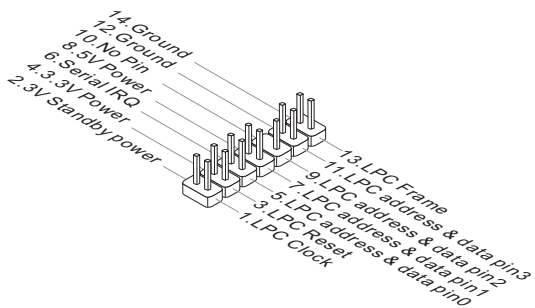 14.Ground
12.Ground
10.No Pin
8.5V Power
6.Serial IRQ
4.3.3V Power
2.3V Standby power
13.LPC Frame
11.LPC address & data pin3
9.LPC address & data pin2
7.LPC address & data pin1
5.LPC address & data pin0
3.LPC Reset
1.LPC Clock